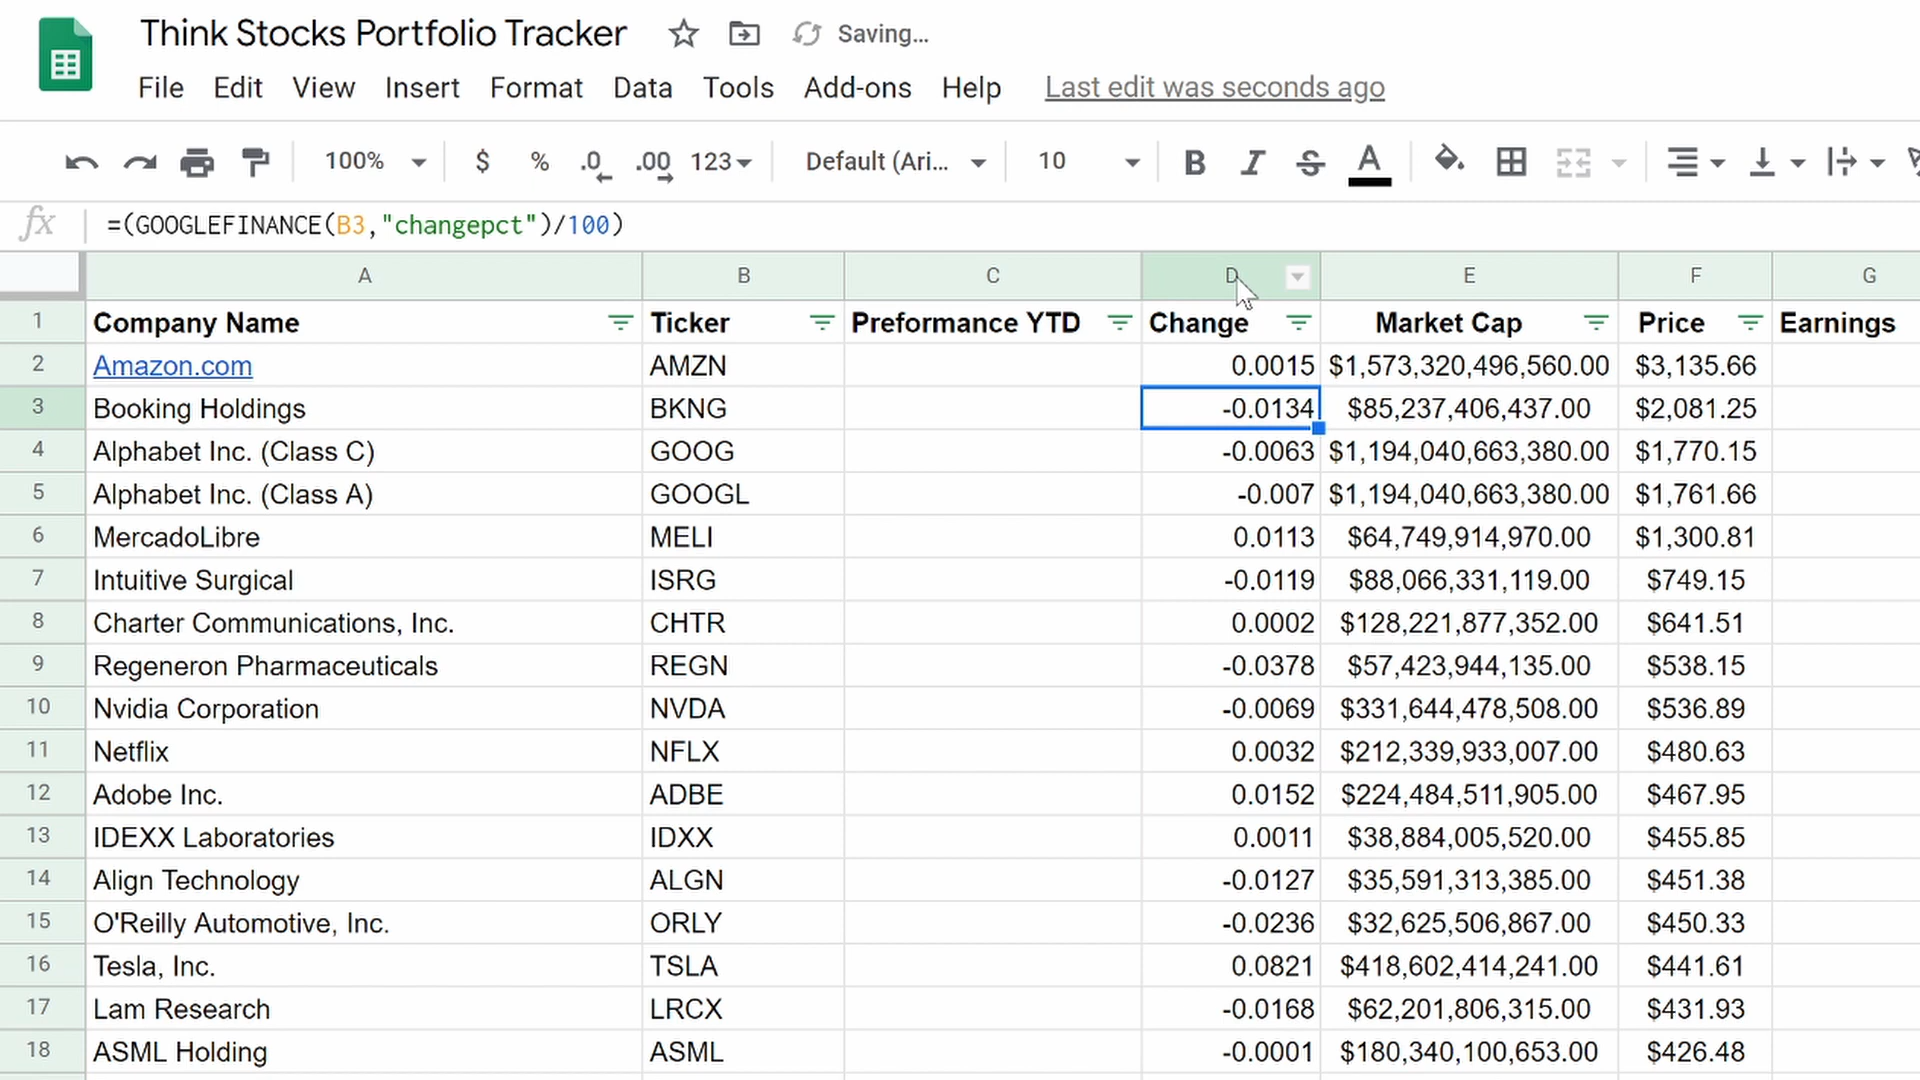 Think Stocks Portfolio Tracker Saving...
File Edit View Insert Format Data Tools Add-ons Help Last edit was seconds ago
100% $ % .0 .00 123 Default (Ari... 10 B I S A
fx =(GOOGLEFINANCE(B3,"changepct")/100)
A B C D E F G
1 Company Name Ticker Preformance YTD Change Market Cap Price Earnings
2 Amazon.com AMZN 0.0015 $1,573,320,496,560.00 $3,135.66
3 Booking Holdings BKNG -0.0134 $85,237,406,437.00 $2,081.25
4 Alphabet Inc. (Class C) GOOG -0.0063 $1,194,040,663,380.00 $1,770.15
5 Alphabet Inc. (Class A) GOOGL -0.007 $1,194,040,663,380.00 $1,761.66
6 MercadoLibre MELI 0.0113 $64,749,914,970.00 $1,300.81
7 Intuitive Surgical ISRG -0.0119 $88,066,331,119.00 $749.15
8 Charter Communications, Inc. CHTR 0.0002 $128,221,877,352.00 $641.51
9 Regeneron Pharmaceuticals REGN -0.0378 $57,423,944,135.00 $538.15
10 Nvidia Corporation NVDA -0.0069 $331,644,478,508.00 $536.89
11 Netflix NFLX 0.0032 $212,339,933,007.00 $480.63
12 Adobe Inc. ADBE 0.0152 $224,484,511,905.00 $467.95
13 IDEXX Laboratories IDXX 0.0011 $38,884,005,520.00 $455.85
14 Align Technology ALGN -0.0127 $35,591,313,385.00 $451.38
15 O'Reilly Automotive, Inc. ORLY -0.0236 $32,625,506,867.00 $450.33
16 Tesla, Inc. TSLA 0.0821 $418,602,414,241.00 $441.61
17 Lam Research LRCX -0.0168 $62,201,806,315.00 $431.93
18 ASML Holding ASML -0.0001 $180,340,100,653.00 $426.48